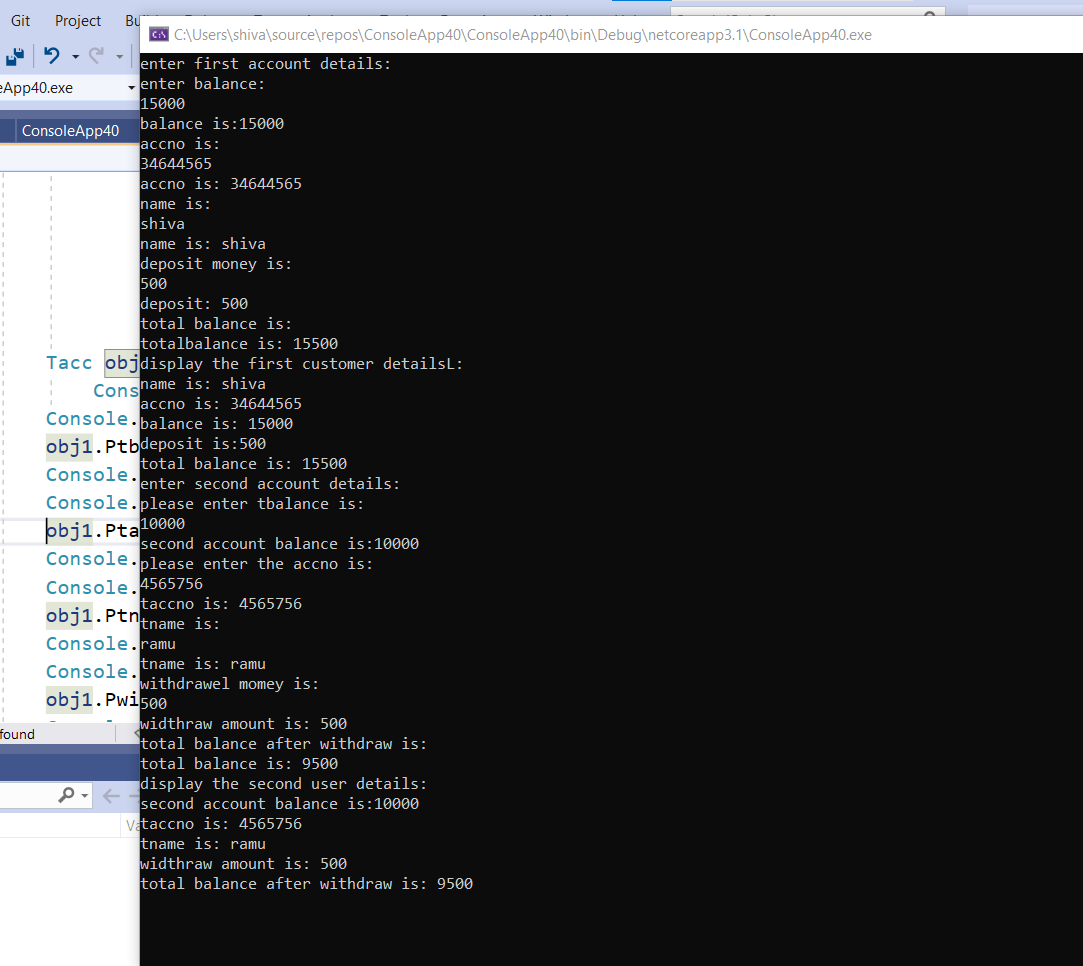 Git Project
C:\Users\shiva\source\repos\ConsoleApp40\ConsoleApp40\bin\Debug\netcoreapp3.1\ConsoleApp40.exe
eApp40.exe
ConsoleApp40
enter first account details:
enter balance:
15000
balance is:15000
accno is:
34644565
accno is: 34644565
name is:
shiva
name is: shiva
deposit money is:
500
deposit: 500
total balance is:
totalbalance is: 15500
Tacc obj
display the first customer detailsL:
name is: shiva
Cons
accno is: 34644565
Console.
balance is: 15000
obj1.Ptb
deposit is:500
total balance is: 15500
Console.
enter second account details:
Console.
please enter tbalance is:
10000
obj1.Pta
second account balance is:10000
Console.
please enter the accno is:
Console.
4565756
taccno is: 4565756
obj1.Ptn
tname is:
Console.
ramu
tname is: ramu
Console.
withdrawel momey is:
obj1.Pwi
500
widthraw amount is: 500
found
total balance after withdraw is:
total balance is: 9500
display the second user details:
second account balance is:10000
Va
taccno is: 4565756
tname is: ramu
widthraw amount is: 500
total balance after withdraw is: 9500